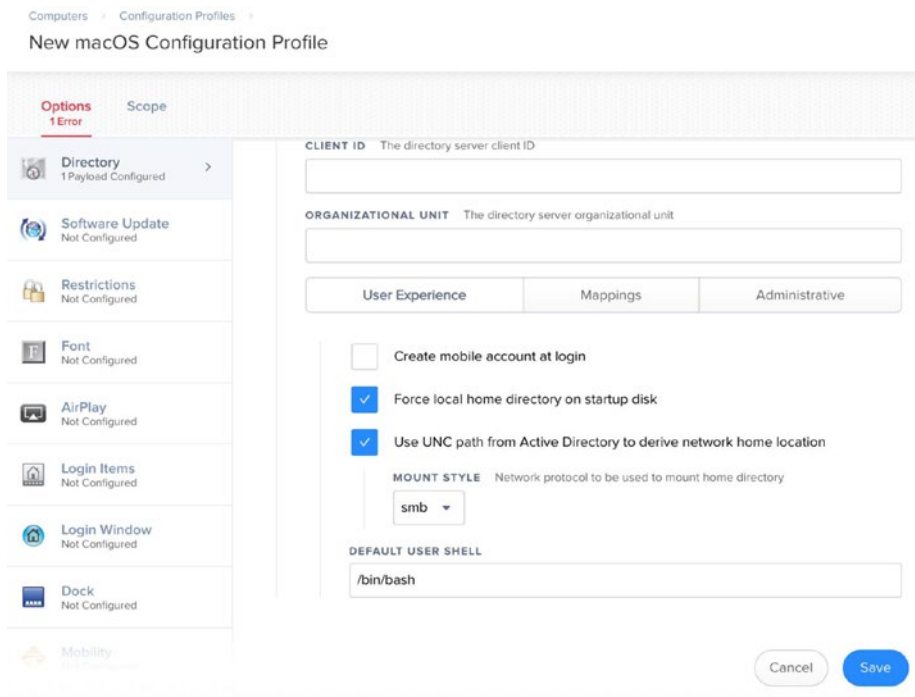 Computers > Configuration Profiles >
New macOS Configuration Profile
Options
1 Error
Scope
Directory
1 Payload Configured
Software Update
Not Configured
Restrictions
Not Configured
Font
Not Configured
AirPlay
Not Configured
Login Items
Not Configured
Login Window
Not Configured
Dock
Not Configured
Mobility
CLIENT ID The directory server client ID
ORGANIZATIONAL UNIT The directory server organizational unit
User Experience
Mappings
Administrative
Create mobile account at login
Force local home directory on startup disk
Use UNC path from Active Directory to derive network home location
MOUNT STYLE Network protocol to be used to mount home directory
smb
DEFAULT USER SHELL
/bin/bash
Cancel
Save